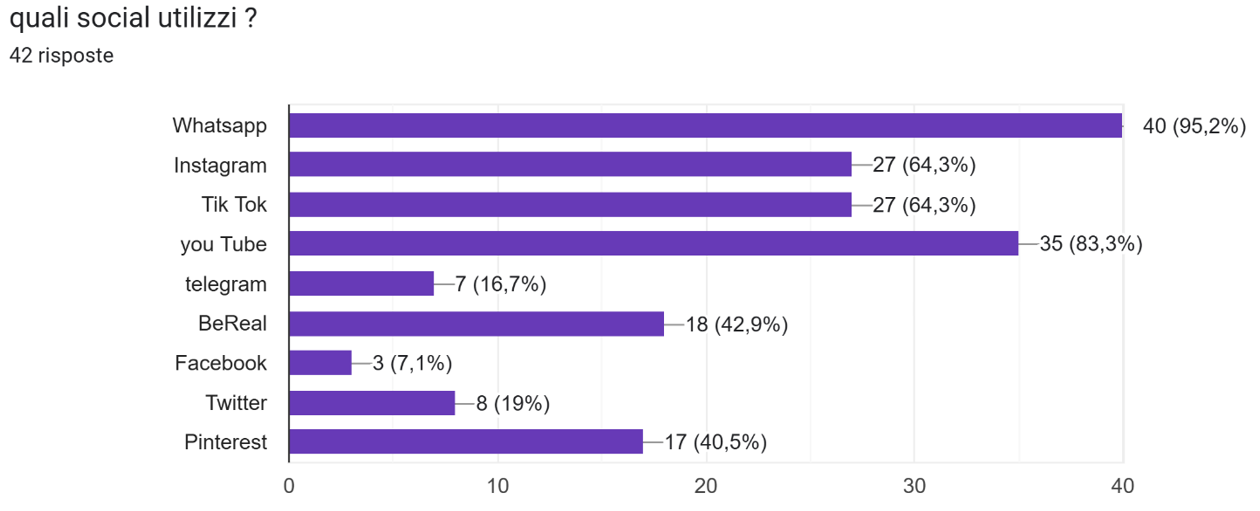 quali social utilizzi ?
42 risposte
Whatsapp 40 (95,2%)
Instagram 27 (64,3%)
Tik Tok 27 (64,3%)
you Tube 35 (83,3%)
telegram 7 (16,7%)
BeReal 18 (42,9%)
Facebook 3 (7,1%)
Twitter 8 (19%)
Pinterest 17 (40,5%)
0 10 20 30 40